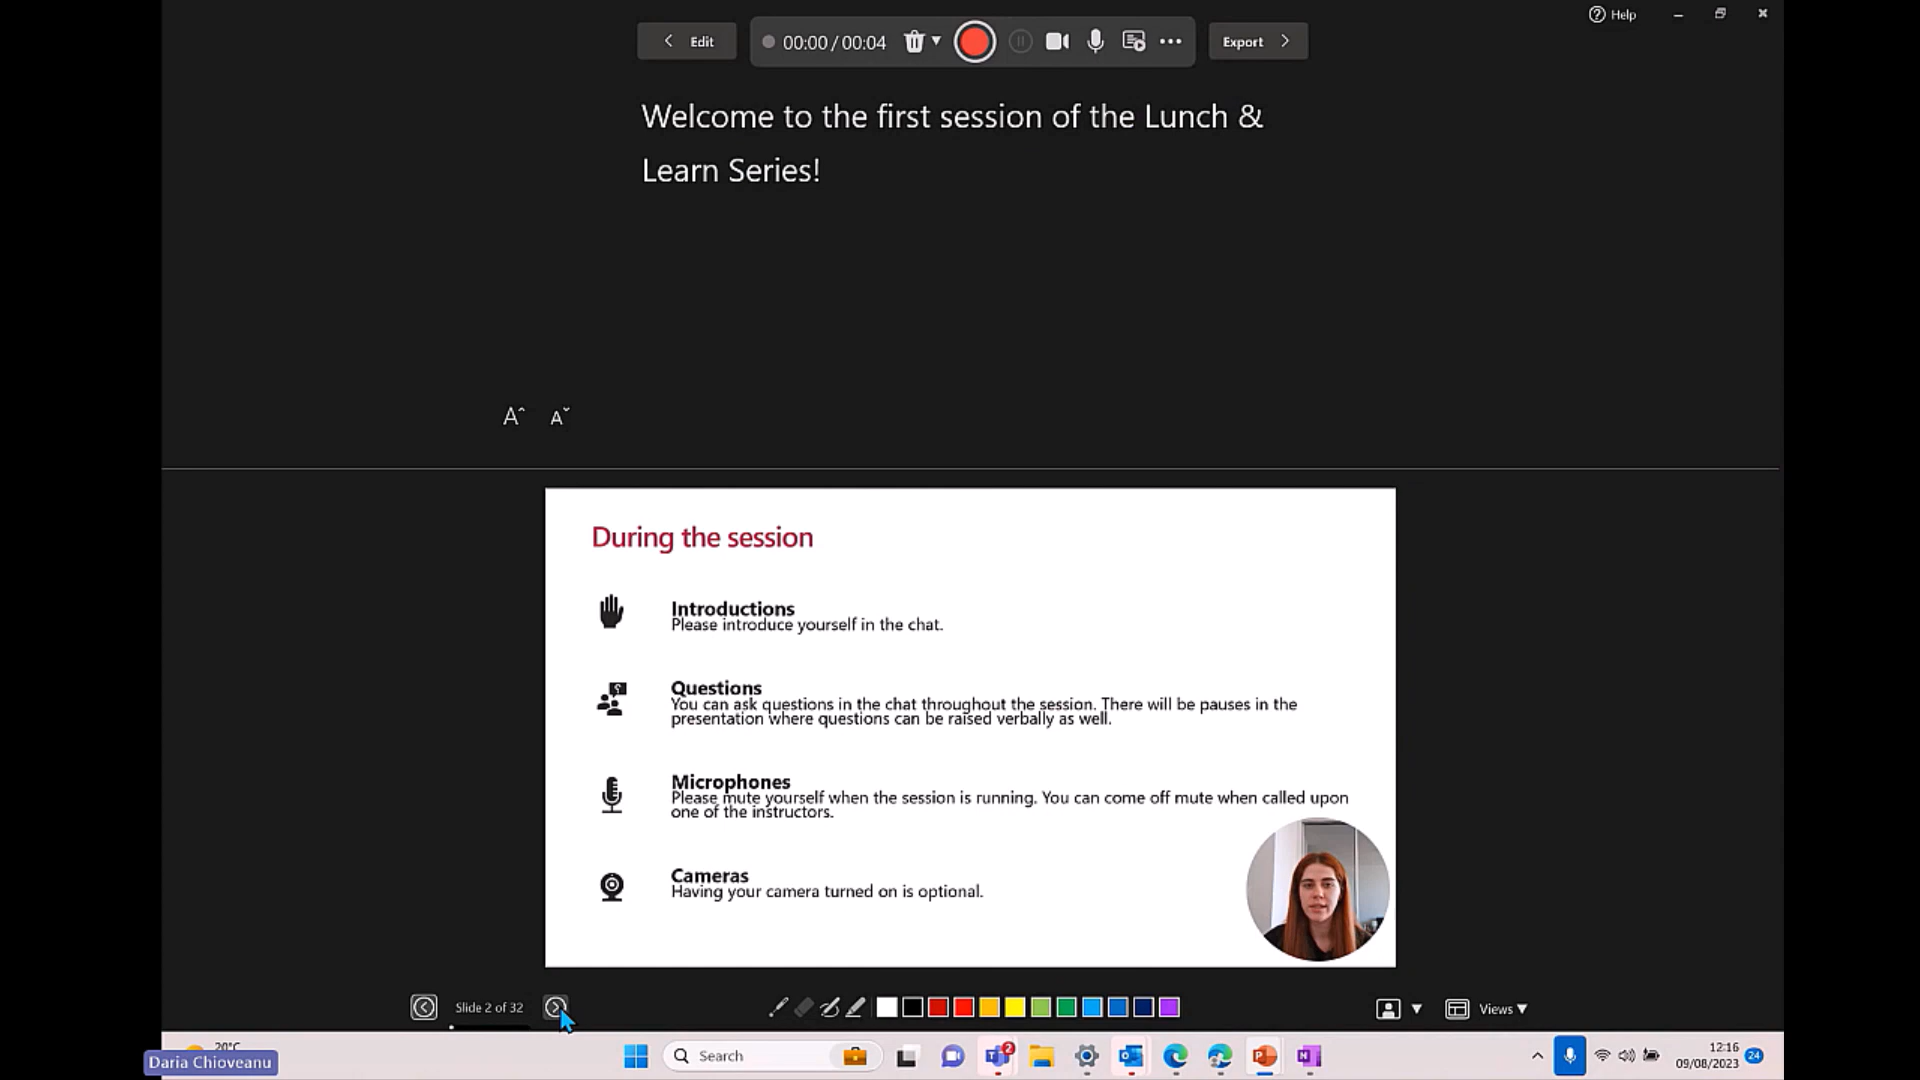 Help
Edit
00:00 / 00:04
Export
Welcome to the first session of the Lunch &
Learn Series!
A^ Aˇ
During the session
Introductions
Please introduce yourself in the chat.
Questions
You can ask questions in the chat throughout the session. There will be pauses in the
presentation where questions can be raised verbally as well.
Microphones
Please mute yourself when the session is running. You can come off mute when called upon
one of the instructors.
Cameras
Having your camera turned on is optional.
Slide 2 of 32
Views
20°C
Daria Chioveanu
Search
2
12:16
09/08/2023
24